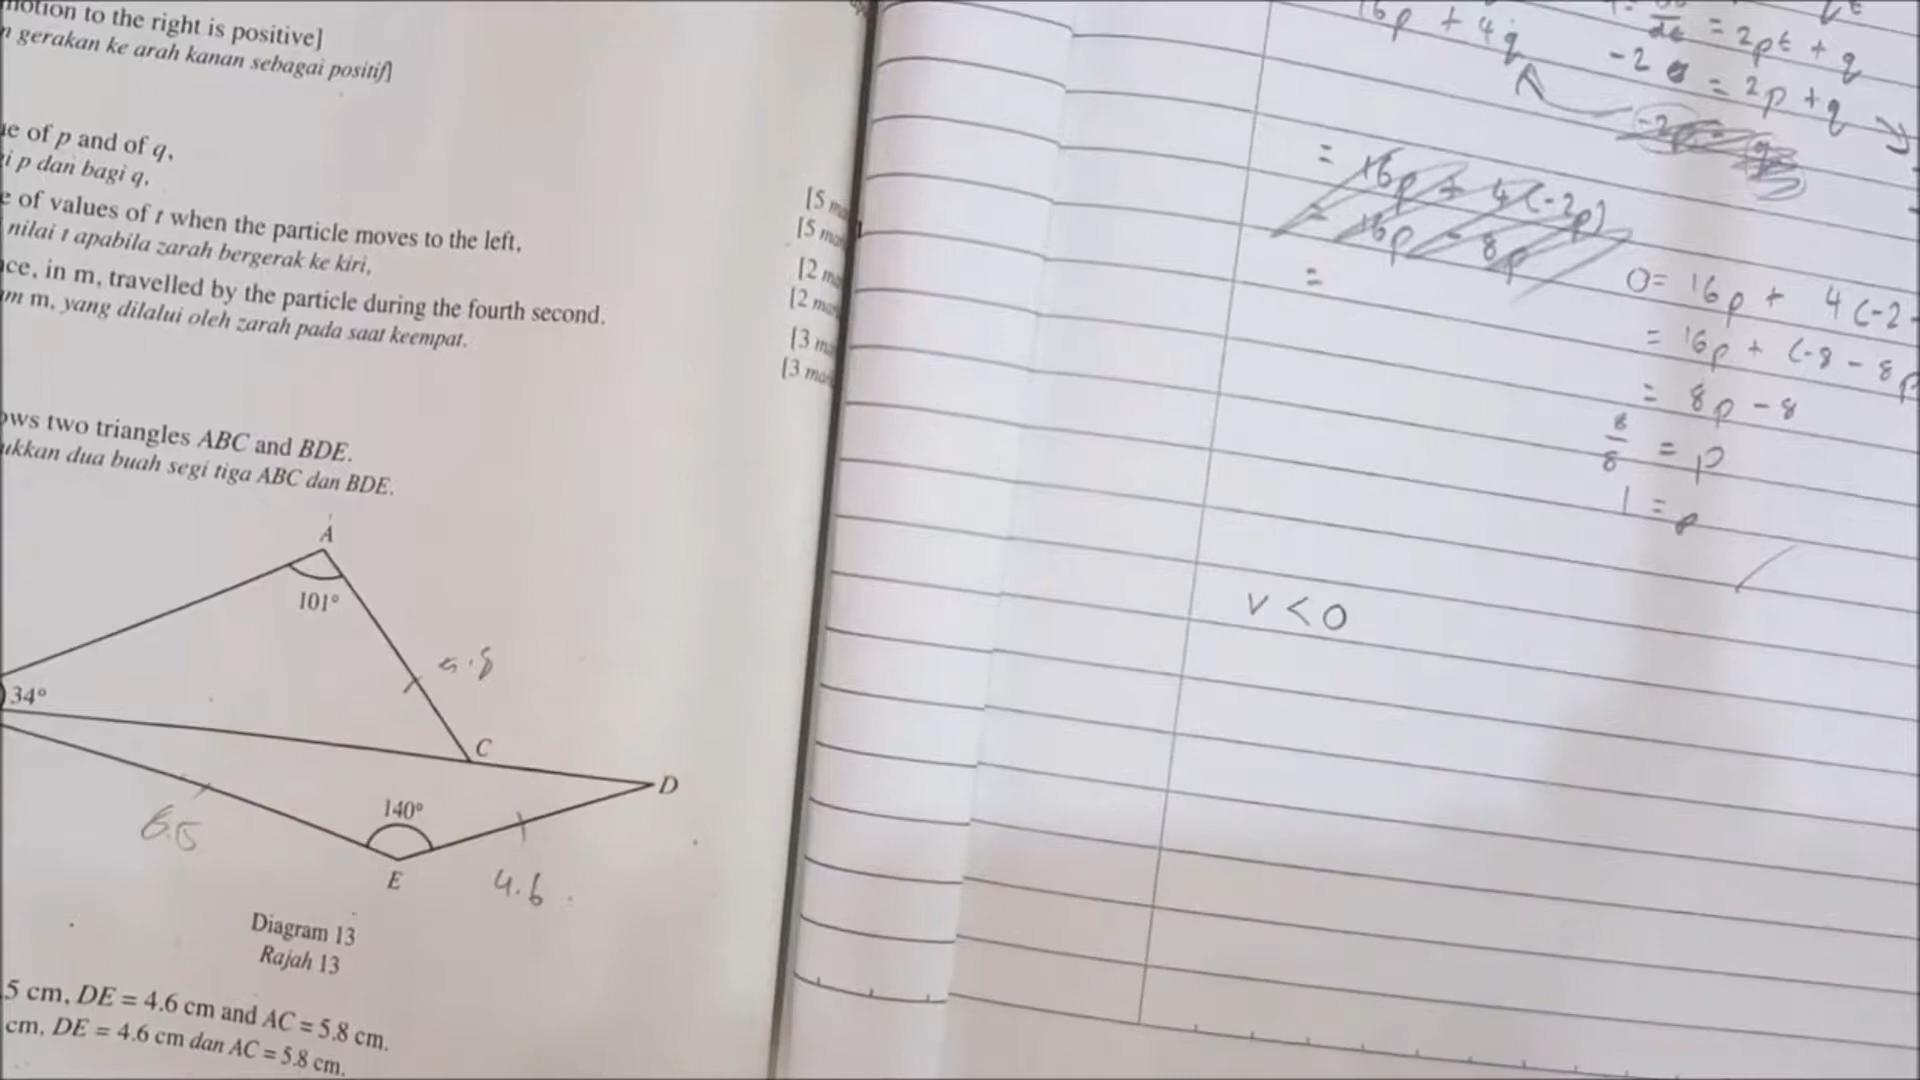 motion to the right is positive]
gerakan ke arah kanan sebagai positif]
of p and of q,
p dan bagi q,
[5
[5
of values of t when the particle moves to the left,
nilai t apabila zarah bergerak ke kiri,
[2
[2
in m, travelled by the particle during the fourth second.
m, yang dilalui oleh zarah pada saat keempat.
[3
[3
two triangles ABC and BDE.
dua buah segi tiga ABC dan BDE.
A
101°
5.8
34°
C
D
6.5
140°
E
4.6
Diagram 13
Rajah 13
5 cm, DE = 4.6 cm and AC = 5.8 cm.
cm, DE = 4.6 cm dan AC = 5.8 cm.
16p + 4q
= 2pt + q
-2 = 2p + q
= 16p + 4(-2p)
= 16p - 8p
=
0 = 16p + 4(-2
= 16p + (-8 - 8p
= 8p - 8
8/8 = p
1 = p
v < 0